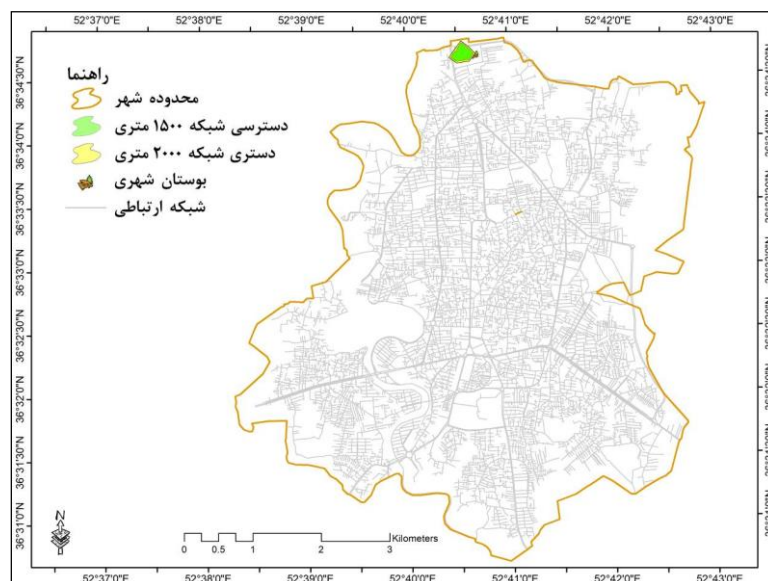 52°37'0"E 52°38'0"E 52°39'0"E 52°40'0"E 52°41'0"E 52°42'0"E 52°43'0"E
راهنما
محدوده شهر
دسترسی شبکه ۱۵۰۰ متری
دستری شبکه ۲۰۰۰ متری
بوستان شهری
شبکه ارتباطی
36°34'30"N
36°34'0"N
36°33'30"N
36°33'0"N
36°32'30"N
36°32'0"N
36°31'30"N
36°31'0"N
N
0 0.5 1 2 3 Kilometers
52°37'0"E 52°38'0"E 52°39'0"E 52°40'0"E 52°41'0"E 52°42'0"E 52°43'0"E